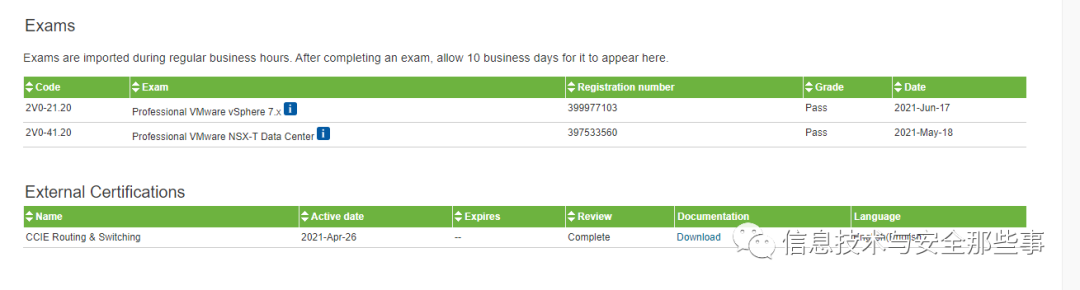 Exams
Exams are imported during regular business hours. After completing an exam, allow 10 business days for it to appear here.
Code Exam Registration number Grade Date
2V0-21.20 Professional VMware vSphere 7.x i 399977103 Pass 2021-Jun-17
2V0-41.20 Professional VMware NSX-T Data Center i 397533560 Pass 2021-May-18
External Certifications
Name Active date Expires Review Documentation Language
CCIE Routing & Switching 2021-Apr-26 -- Complete Download
信息技术与安全那些事